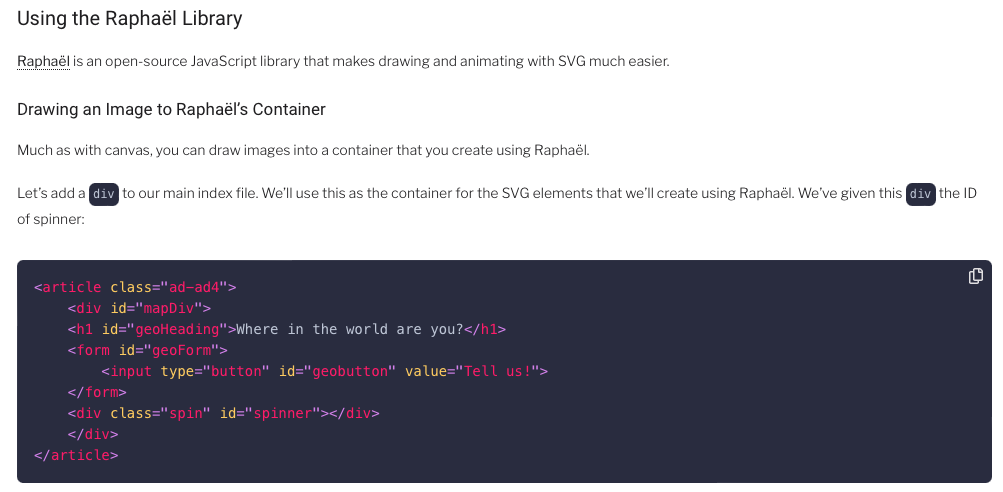 Using the Raphaël Library
Raphaël is an open-source JavaScript library that makes drawing and animating with SVG much easier.
Drawing an Image to Raphaël’s Container
Much as with canvas, you can draw images into a container that you create using Raphaël.
Let’s add a div to our main index file. We’ll use this as the container for the SVG elements that we’ll create using Raphaël. We’ve given this div the ID
of spinner:
<article class="ad-ad4">
    <div id="mapDiv">
    <h1 id="geoHeading">Where in the world are you?</h1>
    <form id="geoForm">
        <input type="button" id="geobutton" value="Tell us!">
    </form>
    <div class="spin" id="spinner"></div>
    </div>
</article>